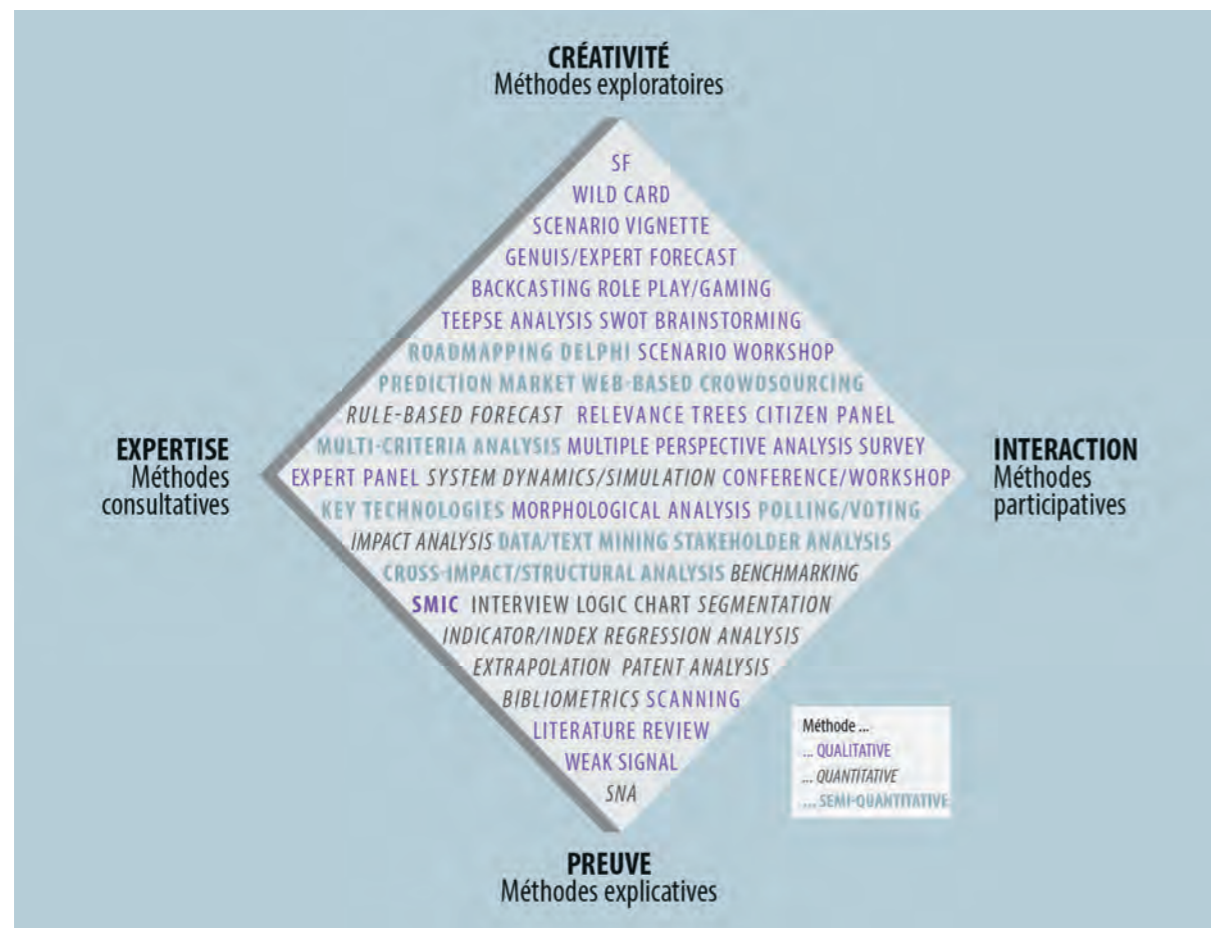 CRÉATIVITÉ
Méthodes exploratoires
SF
WILD CARD
SCENARIO VIGNETTE
GENUIS/EXPERT FORECAST
BACKCASTING ROLE PLAY/GAMING
TEEPSE ANALYSIS SWOT BRAINSTORMING
ROADMAPPING DELPHI SCENARIO WORKSHOP
PREDICTION MARKET WEB-BASED CROWDSOURCING
RULE-BASED FORECAST RELEVANCE TREES CITIZEN PANEL
MULTI-CRITERIA ANALYSIS MULTIPLE PERSPECTIVE ANALYSIS SURVEY
EXPERT PANEL SYSTEM DYNAMICS/SIMULATION CONFERENCE/WORKSHOP
KEY TECHNOLOGIES MORPHOLOGICAL ANALYSIS POLLING/VOTING
IMPACT ANALYSIS DATA/TEXT MINING STAKEHOLDER ANALYSIS
CROSS-IMPACT/STRUCTURAL ANALYSIS BENCHMARKING
SMIC INTERVIEW LOGIC CHART SEGMENTATION
INDICATOR/INDEX REGRESSION ANALYSIS
EXTRAPOLATION PATENT ANALYSIS
BIBLIOMETRICS SCANNING
LITERATURE REVIEW
WEAK SIGNAL
SNA
EXPERTISE
Méthodes
consultatives
INTERACTION
Méthodes
participatives
Méthode ...
... QUALITATIVE
... QUANTITATIVE
... SEMI-QUANTITATIVE
PREUVE
Méthodes explicatives